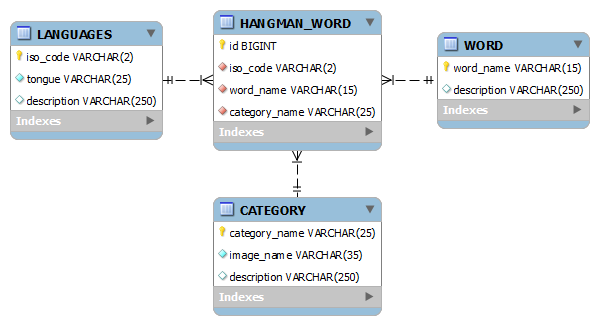 LANGUAGES
iso_code VARCHAR(2)
tongue VARCHAR(25)
description VARCHAR(250)
Indexes
HANGMAN_WORD
id BIGINT
iso_code VARCHAR(2)
word_name VARCHAR(15)
category_name VARCHAR(25)
Indexes
WORD
word_name VARCHAR(15)
description VARCHAR(250)
Indexes
CATEGORY
category_name VARCHAR(25)
image_name VARCHAR(35)
description VARCHAR(250)
Indexes